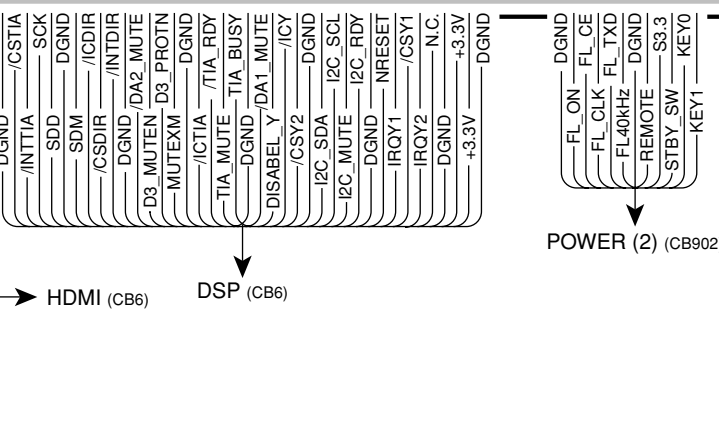 DGND
/CSTIA
/INTTIA
SCK
SDD
DGND
SDM
/ICDIR
/CSDIR
/INTDIR
DGND
/DA2_MUTE
D3_MUTEN
D3_PROTN
MUTEXM
DGND
/ICTIA
/TIA_RDY
TIA_MUTE
TIA_BUSY
DGND
/DA1_MUTE
DISABEL_Y
/ICY
/CSY2
DGND
I2C_SDA
I2C_SCL
I2C_MUTE
I2C_RDY
DGND
NRESET
IRQY1
/CSY1
IRQY2
N.C.
DGND
+3.3V
+3.3V
DGND
DGND
FL_ON
FL_CE
FL_CLK
FL_TXD
FL40kHz
DGND
REMOTE
S3.3
STBY_SW
KEY0
KEY1
POWER (2) (CB902
DSP (CB6)
HDMI (CB6)